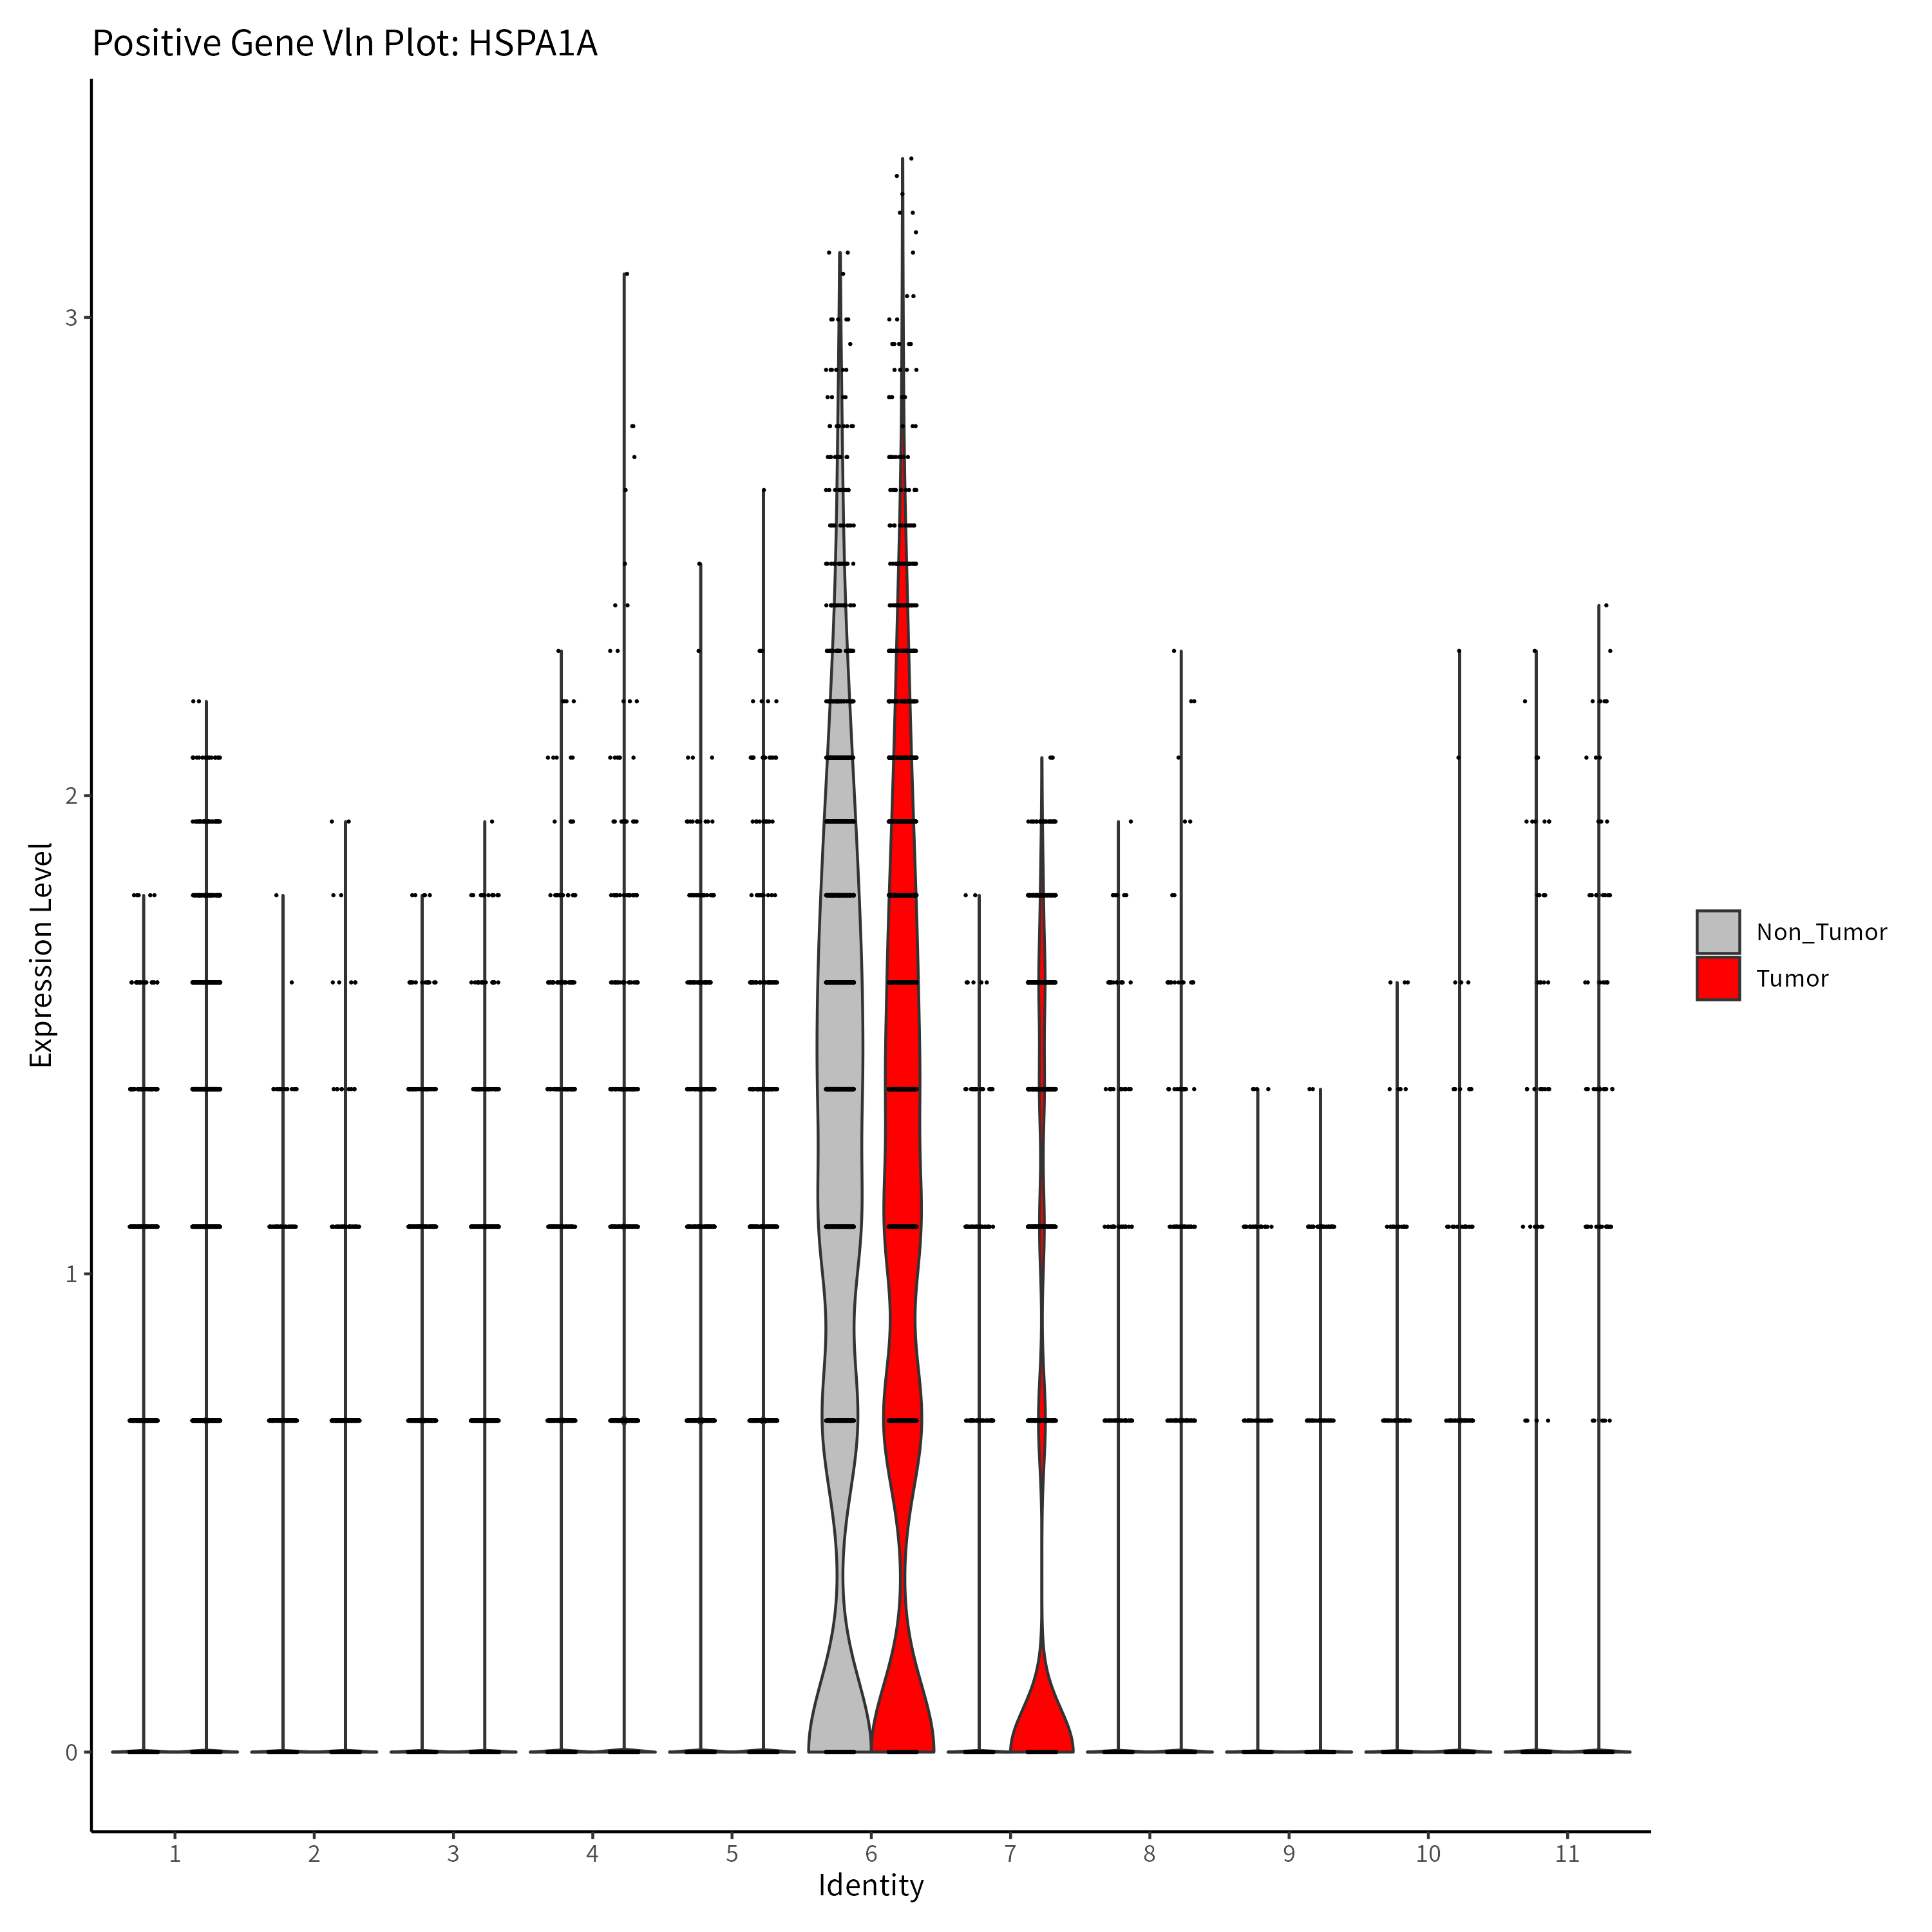 Positive Gene Vln Plot: HSPA1A
Expression Level
3
2
1
0
1 2 3 4 5 6 7 8 9 10 11
Identity
Non_Tumor
Tumor